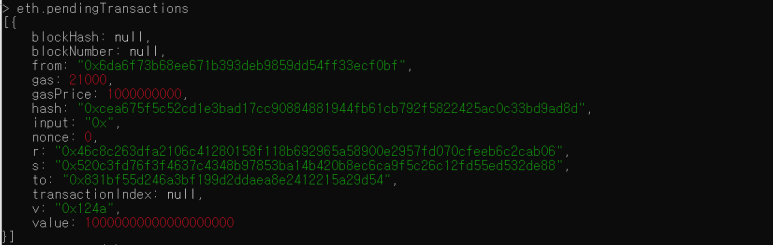 > eth.pendingTransactions
[{
blockHash: null,
blockNumber: null,
from: "0x6da6f73b68ee671b393deb9859dd54ff33ecf0bf",
gas: 21000,
gasPrice: 1000000000,
hash: "0xcea675f5c52cd1e3bad17cc90884881944fb61cb792f5822425ac0c33bd9ad8d",
input: "0x",
nonce: 0,
r: "0x46c8c263dfa2106c41280158f118b692965a58900e2957fd070cfeeb6c2cab06",
s: "0x520c3fd76f3f4637c4348b97853ba14b420b8ec6ca9f5c26c12fd55ed532de88",
to: "0x831bf55d246a3bf199d2ddaea8e2412215a29d54",
transactionIndex: null,
v: "0x124a",
value: 10000000000000000000
}]